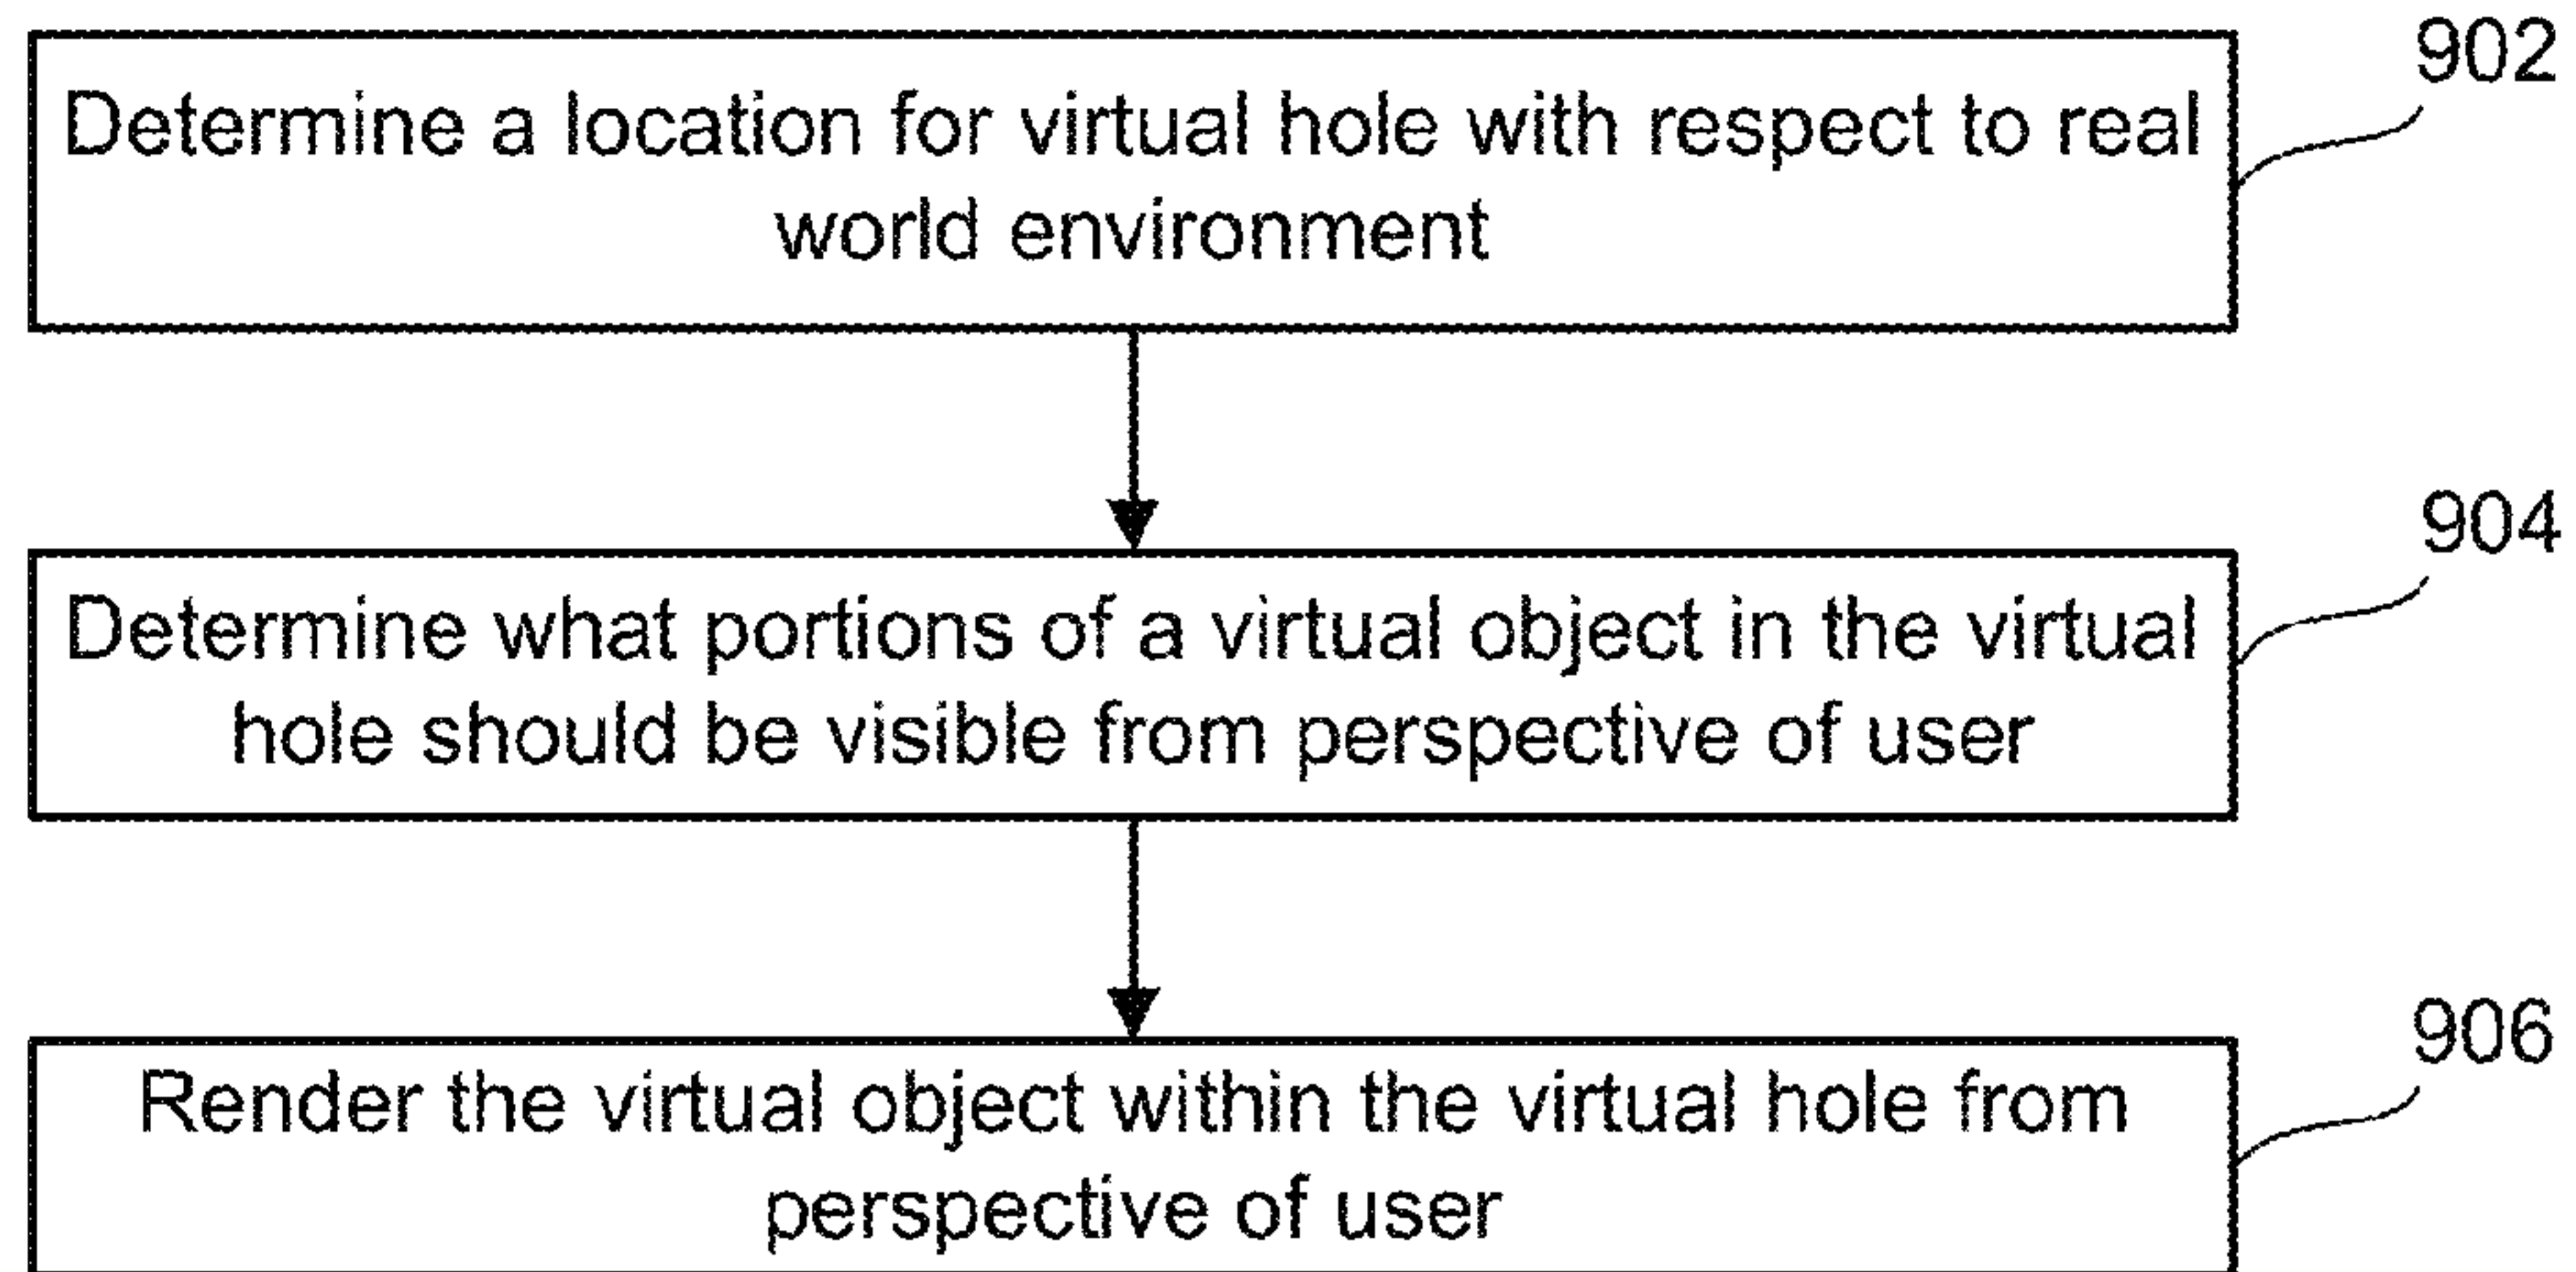 902
Determine a location for virtual hole with respect to real
world environment
904
Determine what portions of a virtual object in the virtual
hole should be visible from perspective of user
906
Render the virtual object within the virtual hole from
perspective of user